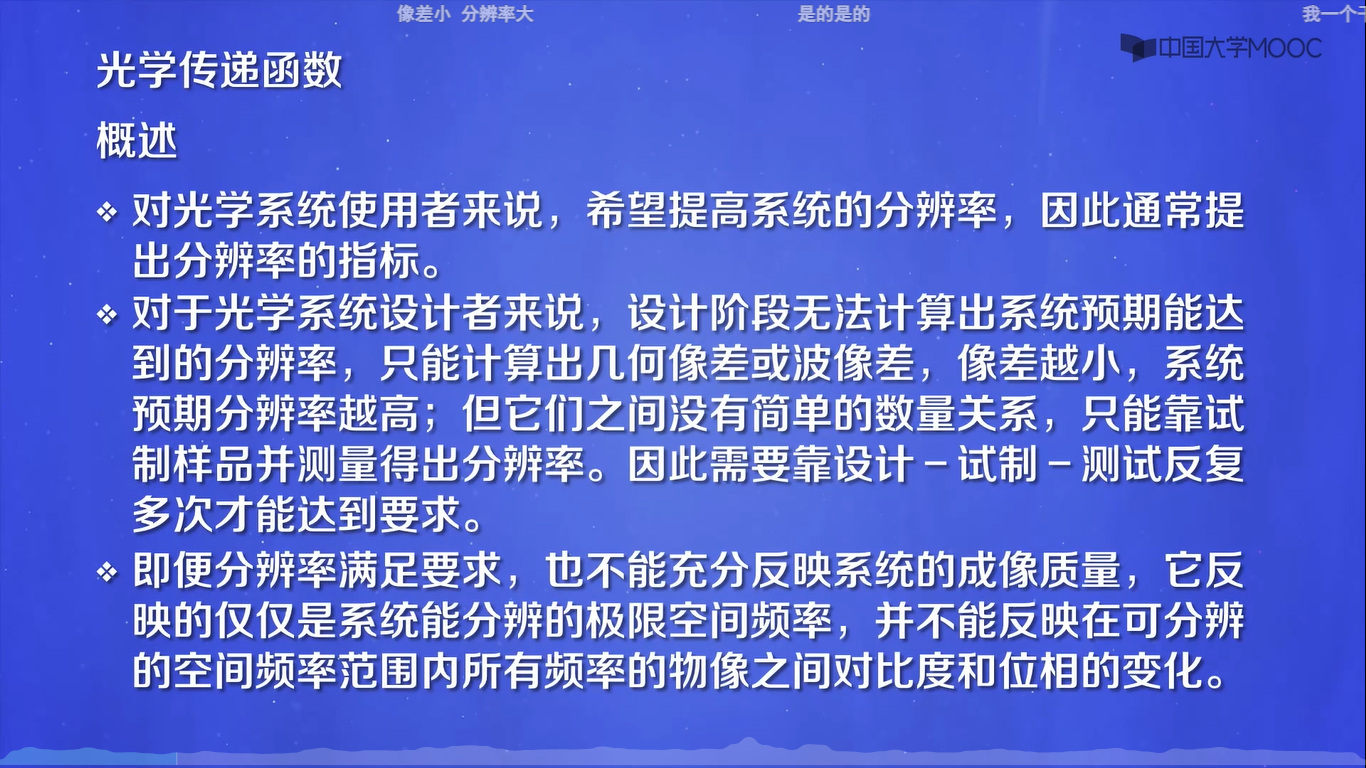 像差小 分辨率大
是的是的
我一个
中国大学MOOC
光学传递函数
概述
❖ 对光学系统使用者来说，希望提高系统的分辨率，因此通常提
出分辨率的指标。
❖ 对于光学系统设计者来说，设计阶段无法计算出系统预期能达
到的分辨率，只能计算出几何像差或波像差，像差越小，系统
预期分辨率越高；但它们之间没有简单的数量关系，只能靠试
制样品并测量得出分辨率。因此需要靠设计－试制－测试反复
多次才能达到要求。
❖ 即便分辨率满足要求，也不能充分反映系统的成像质量，它反
映的仅仅是系统能分辨的极限空间频率，并不能反映在可分辨
的空间频率范围内所有频率的物像之间对比度和位相的变化。